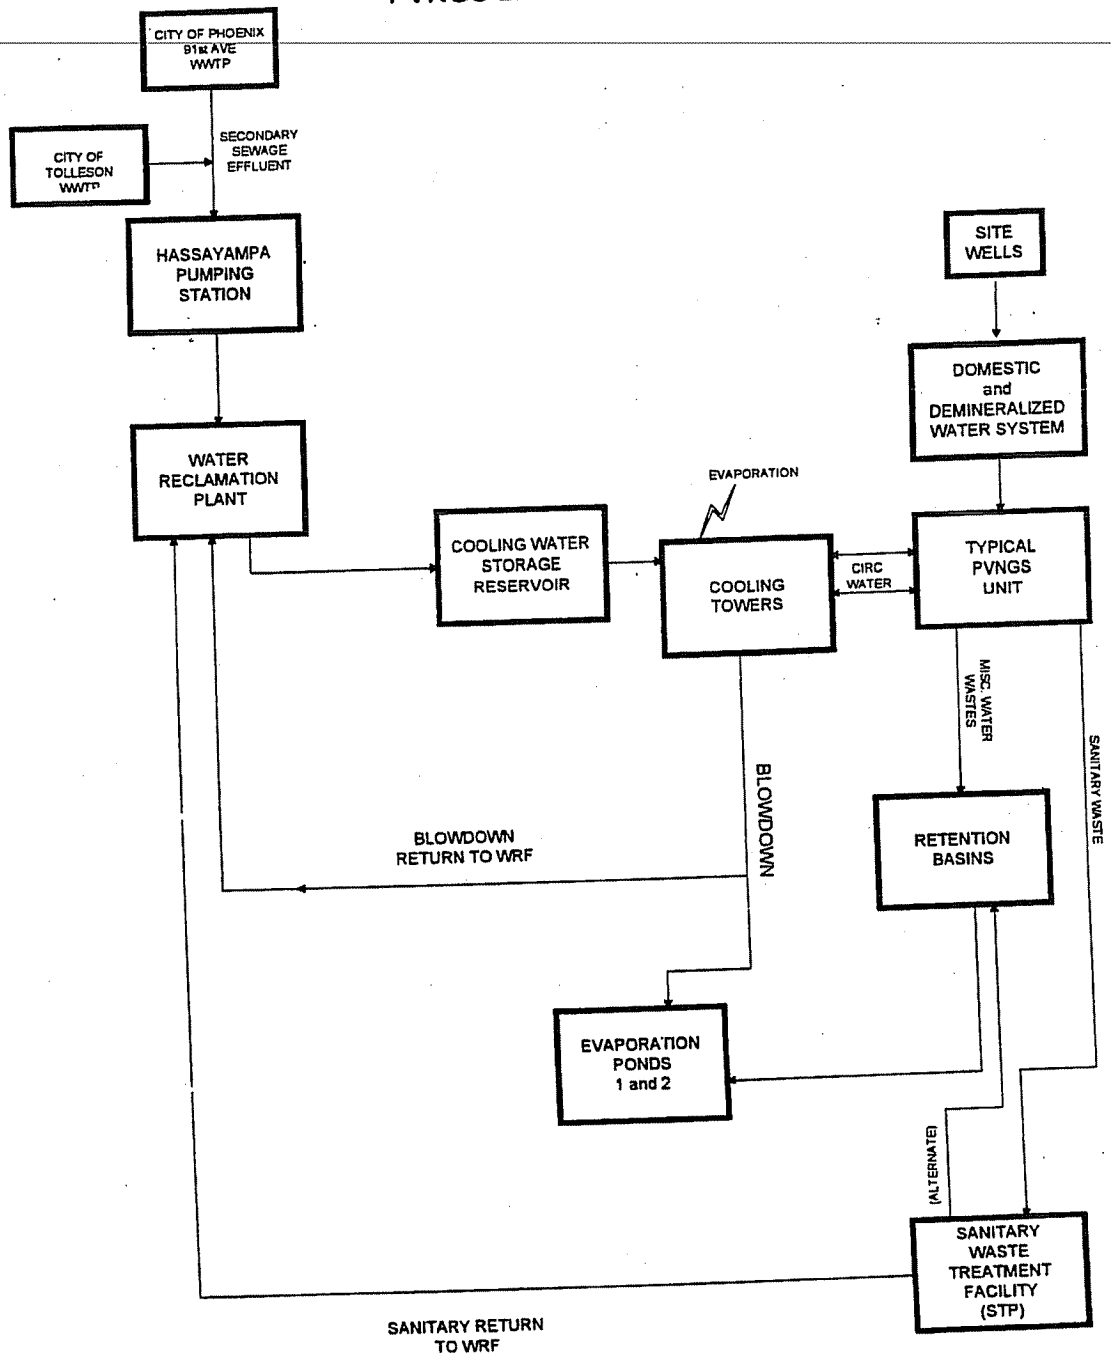 CITY OF PHOENIX
91st AVE
WWTP
SECONDARY
SEWAGE
EFFLUENT
CITY OF
TOLLESON
WWTP
HASSAYAMPA
PUMPING
STATION
SITE
WELLS
DOMESTIC
and
DEMINERALIZED
WATER SYSTEM
WATER
RECLAMATION
PLANT
EVAPORATION
COOLING WATER
STORAGE
RESERVOIR
COOLING
TOWERS
CIRC
WATER
TYPICAL
PVNGS
UNIT
MISC. WATER
WASTES
SANITARY WASTE
BLOWDOWN
BLOWDOWN
RETURN TO WRF
RETENTION
BASINS
EVAPORATION
PONDS
1 and 2
(ALTERNATE)
SANITARY
WASTE
TREATMENT
FACILITY
(STP)
SANITARY RETURN
TO WRF